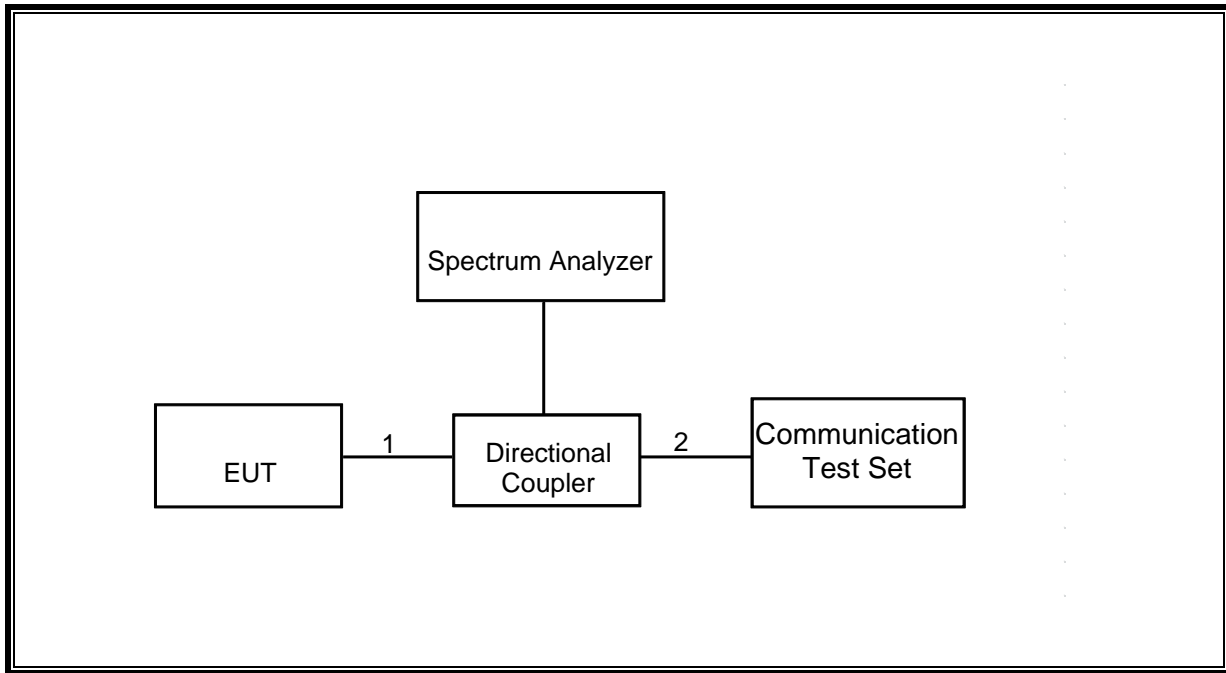 Spectrum Analyzer
EUT
1
Directional
Coupler
2
Communication
Test Set